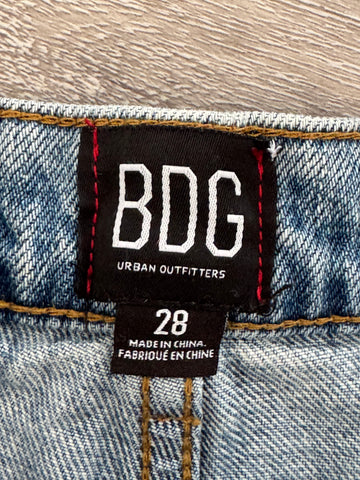 BDG
URBAN OUTFITTERS
28
MADE IN CHINA.
FABRIQUÉ EN CHINE